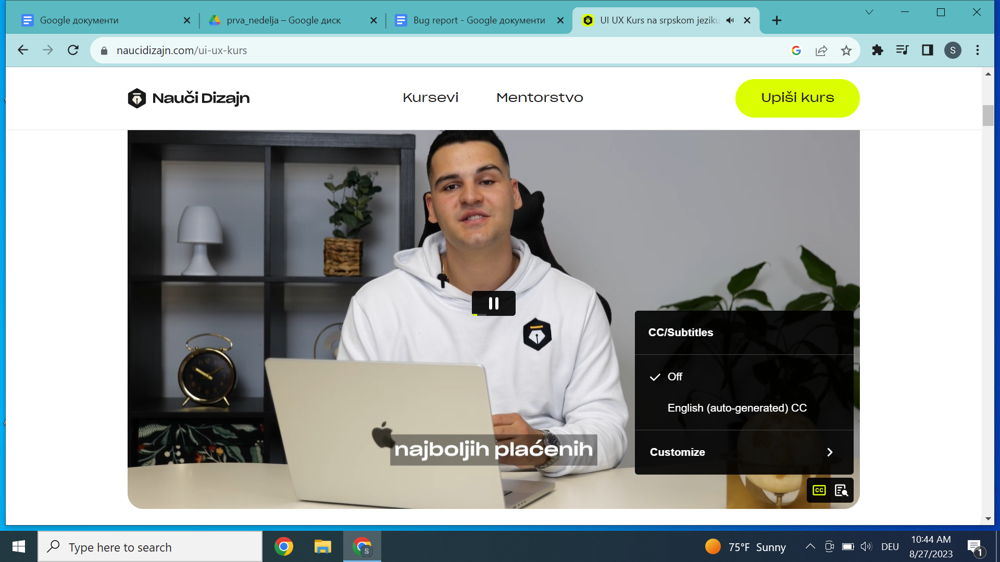 Google документи
prva_nedelja – Google диск
Bug report - Google документи
UI UX Kurs na srpskom jeziku
naucidizajn.com/ui-ux-kurs
S
Nauči Dizajn
Kursevi
Mentorstvo
Upiši kurs
CC/Subtitles
Off
English (auto-generated) CC
Customize
najboljih plaćenih
CC
Type here to search
S
75°F Sunny
DEU
10:44 AM
8/27/2023
1